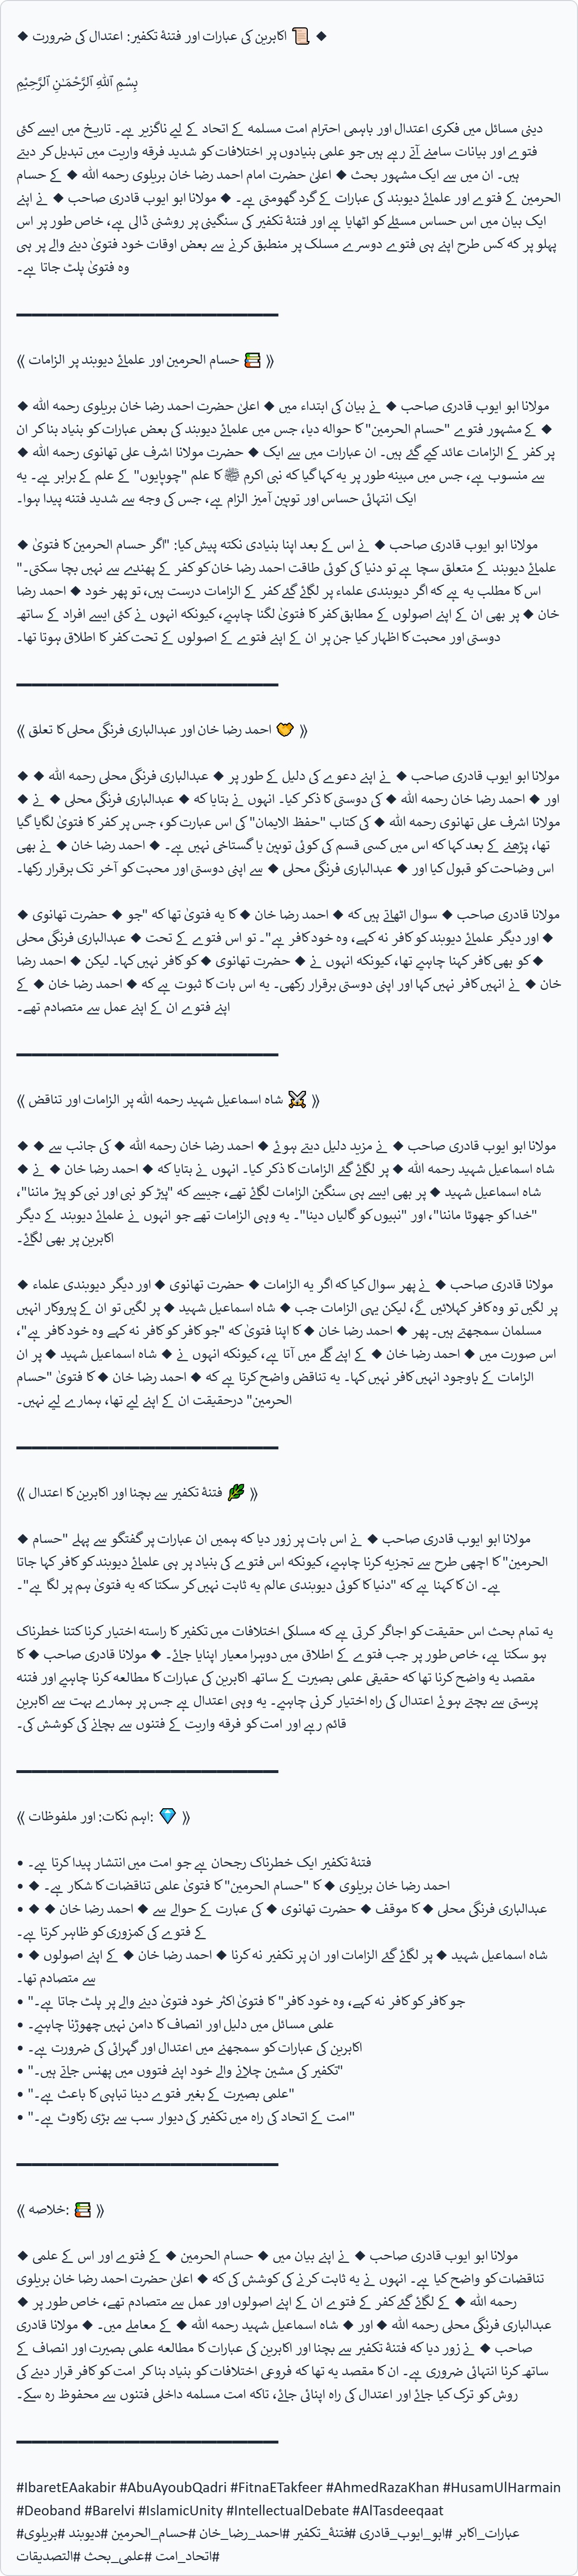 ◆ 📜 اکابرین کی عبارات اور فتنۂ تکفیر: اعتدال کی ضرورت ◆
بِسْمِ ٱللَّهِ ٱلرَّحْمَـٰنِ ٱلرَّحِيْمِ
دینی مسائل میں فکری اعتدال اور باہمی احترام امت مسلمہ کے اتحاد کے لیے ناگزیر ہے۔ تاریخ میں ایسے کئی
فتوے اور بیانات سامنے آتے رہے ہیں جو علمی بنیادوں پر اختلافات کو شدید فرقہ واریت میں تبدیل کر دیتے
ہیں۔ ان میں سے ایک مشہور بحث ◆ اعلیٰ حضرت امام احمد رضا خان بریلوی رحمہ اللہ ◆ کے حسام
الحرمین کے فتوے اور علمائے دیوبند کی عبارات کے گرد گھومتی ہے۔ ◆ مولانا ابو ایوب قادری صاحب ◆ نے اپنے
ایک بیان میں اس حساس مسئلے کو اٹھایا ہے اور فتنۂ تکفیر کی سنگینی پر روشنی ڈالی ہے، خاص طور پر اس
پہلو پر کہ کس طرح اپنے ہی فتوے دوسرے مسلک پر منطبق کرنے سے بعض اوقات خود فتویٰ دینے والے پر ہی
وہ فتویٰ پلٹ جاتا ہے۔
━━━━━━━━━━━━━━━━━━━━━━
《 📚 حسام الحرمین اور علمائے دیوبند پر الزامات 》
مولانا ابو ایوب قادری صاحب ◆ نے بیان کی ابتداء میں ◆ اعلیٰ حضرت احمد رضا خان بریلوی رحمہ اللہ ◆
◆ کے مشہور فتوے "حسام الحرمین" کا حوالہ دیا، جس میں علمائے دیوبند کی بعض عبارات کو بنیاد بنا کر ان
پر کفر کے الزامات عائد کیے گئے ہیں۔ ان عبارات میں سے ایک ◆ حضرت مولانا اشرف علی تھانوی رحمہ اللہ ◆
سے منسوب ہے، جس میں مبینہ طور پر یہ کہا گیا کہ نبی اکرم ﷺ کا علم "چوپایوں" کے علم کے برابر ہے۔ یہ
ایک انتہائی حساس اور توہین آمیز الزام ہے، جس کی وجہ سے شدید فتنہ پیدا ہوا۔
مولانا ابو ایوب قادری صاحب ◆ نے اس کے بعد اپنا بنیادی نکتہ پیش کیا: "اگر حسام الحرمین کا فتویٰ ◆
علمائے دیوبند کے متعلق سچا ہے تو دنیا کی کوئی طاقت احمد رضا خان کو کفر کے پھندے سے نہیں بچا سکتی۔"
اس کا مطلب یہ ہے کہ اگر دیوبندی علماء پر لگائے گئے کفر کے الزامات درست ہیں، تو پھر خود ◆ احمد رضا
خان ◆ پر بھی ان کے اپنے اصولوں کے مطابق کفر کا فتویٰ لگنا چاہیے، کیونکہ انہوں نے کئی ایسے افراد کے ساتھ
دوستی اور محبت کا اظہار کیا جن پر ان کے اپنے فتوے کے اصولوں کے تحت کفر کا اطلاق ہوتا تھا۔
━━━━━━━━━━━━━━━━━━━━━━
《 🤝 احمد رضا خان اور عبدالباری فرنگی محلی کا تعلق 》
مولانا ابو ایوب قادری صاحب ◆ نے اپنے دعوے کی دلیل کے طور پر ◆ عبدالباری فرنگی محلی رحمہ اللہ ◆ ◆
اور ◆ احمد رضا خان رحمہ اللہ ◆ کی دوستی کا ذکر کیا۔ انہوں نے بتایا کہ ◆ عبدالباری فرنگی محلی ◆ نے ◆
مولانا اشرف علی تھانوی رحمہ اللہ ◆ کی کتاب "حفظ الایمان" کی اس عبارت کو، جس پر کفر کا فتویٰ لگایا گیا
تھا، پڑھنے کے بعد کہا کہ اس میں کسی قسم کی کوئی توہین یا گستاخی نہیں ہے۔ ◆ احمد رضا خان ◆ نے بھی
اس وضاحت کو قبول کیا اور ◆ عبدالباری فرنگی محلی ◆ سے اپنی دوستی اور محبت کو آخر تک برقرار رکھا۔
مولانا قادری صاحب ◆ سوال اٹھاتے ہیں کہ ◆ احمد رضا خان ◆ کا یہ فتویٰ تھا کہ "جو ◆ حضرت تھانوی ◆
◆ اور دیگر علمائے دیوبند کو کافر نہ کہے، وہ خود کافر ہے"۔ تو اس فتوے کے تحت ◆ عبدالباری فرنگی محلی
◆ کو بھی کافر کہنا چاہیے تھا، کیونکہ انہوں نے ◆ حضرت تھانوی ◆ کو کافر نہیں کہا۔ لیکن ◆ احمد رضا
خان ◆ نے انہیں کافر نہیں کہا اور اپنی دوستی برقرار رکھی۔ یہ اس بات کا ثبوت ہے کہ ◆ احمد رضا خان ◆ کے
اپنے فتوے ان کے اپنے عمل سے متصادم تھے۔
━━━━━━━━━━━━━━━━━━━━━━
《 ⚔️ شاہ اسماعیل شہید رحمہ اللہ پر الزامات اور تناقض 》
مولانا ابو ایوب قادری صاحب ◆ نے مزید دلیل دیتے ہوئے ◆ احمد رضا خان رحمہ اللہ ◆ کی جانب سے ◆ ◆
شاہ اسماعیل شہید رحمہ اللہ ◆ پر لگائے گئے الزامات کا ذکر کیا۔ انہوں نے بتایا کہ ◆ احمد رضا خان ◆ نے ◆
شاہ اسماعیل شہید ◆ پر بھی ایسے ہی سنگین الزامات لگائے تھے، جیسے کہ "پیڑ کو نبی اور نبی کو پیڑ ماننا"،
"خدا کو جھوٹا ماننا"، اور "نبیوں کو گالیاں دینا"۔ یہ وہی الزامات تھے جو انہوں نے علمائے دیوبند کے دیگر
اکابرین پر بھی لگائے۔
مولانا قادری صاحب ◆ نے پھر سوال کیا کہ اگر یہ الزامات ◆ حضرت تھانوی ◆ اور دیگر دیوبندی علماء ◆
پر لگیں تو وہ کافر کہلائیں گے، لیکن یہی الزامات جب ◆ شاہ اسماعیل شہید ◆ پر لگیں تو ان کے پیروکار انہیں
مسلمان سمجھتے ہیں۔ پھر ◆ احمد رضا خان ◆ کا اپنا فتویٰ کہ "جو کافر کو کافر نہ کہے وہ خود کافر ہے"،
اس صورت میں ◆ احمد رضا خان ◆ کے اپنے گلے میں آتا ہے، کیونکہ انہوں نے ◆ شاہ اسماعیل شہید ◆ پر ان
الزامات کے باوجود انہیں کافر نہیں کہا۔ یہ تناقض واضح کرتا ہے کہ ◆ احمد رضا خان ◆ کا فتویٰ "حسام
الحرمین" درحقیقت ان کے اپنے لیے تھا، ہمارے لیے نہیں۔
━━━━━━━━━━━━━━━━━━━━━━
《 🌿 فتنۂ تکفیر سے بچنا اور اکابرین کا اعتدال 》
مولانا ابو ایوب قادری صاحب ◆ نے اس بات پر زور دیا کہ ہمیں ان عبارات پر گفتگو سے پہلے "حسام ◆
الحرمین" کا اچھی طرح سے تجزیہ کرنا چاہیے، کیونکہ اس فتوے کی بنیاد پر ہی علمائے دیوبند کو کافر کہا جاتا
ہے۔ ان کا کہنا ہے کہ "دنیا کا کوئی دیوبندی عالم یہ ثابت نہیں کر سکتا کہ یہ فتویٰ ہم پر لگا ہے"۔
یہ تمام بحث اس حقیقت کو اجاگر کرتی ہے کہ مسلکی اختلافات میں تکفیر کا راستہ اختیار کرنا کتنا خطرناک
ہو سکتا ہے، خاص طور پر جب فتوے کے اطلاق میں دوہرا معیار اپنایا جائے۔ ◆ مولانا قادری صاحب ◆ کا
مقصد یہ واضح کرنا تھا کہ حقیقی علمی بصیرت کے ساتھ اکابرین کی عبارات کا مطالعہ کرنا چاہیے اور فتنہ
پرستی سے بچتے ہوئے اعتدال کی راہ اختیار کرنی چاہیے۔ یہ وہی اعتدال ہے جس پر ہمارے بہت سے اکابرین
قائم رہے اور امت کو فرقہ واریت کے فتنوں سے بچانے کی کوشش کی۔
━━━━━━━━━━━━━━━━━━━━━━
《 💎 :اہم نکات: اور ملفوظات 》
• فتنۂ تکفیر ایک خطرناک رجحان ہے جو امت میں انتشار پیدا کرتا ہے۔
• ◆ احمد رضا خان بریلوی ◆ کا "حسام الحرمین" کا فتویٰ علمی تناقضات کا شکار ہے۔
• ◆ عبدالباری فرنگی محلی ◆ کا موقف ◆ حضرت تھانوی ◆ کی عبارت کے حوالے سے ◆ احمد رضا خان ◆ ◆
کے فتوے کی کمزوری کو ظاہر کرتا ہے۔
• ◆ شاہ اسماعیل شہید ◆ پر لگائے گئے الزامات اور ان پر تکفیر نہ کرنا ◆ احمد رضا خان ◆ کے اپنے اصولوں
سے متصادم تھا۔
• "جو کافر کو کافر نہ کہے، وہ خود کافر" کا فتویٰ اکثر خود فتویٰ دینے والے پر پلٹ جاتا ہے۔
• علمی مسائل میں دلیل اور انصاف کا دامن نہیں چھوڑنا چاہیے۔
• اکابرین کی عبارات کو سمجھنے میں اعتدال اور گہرائی کی ضرورت ہے۔
• "تکفیر کی مشین چلانے والے خود اپنے فتووں میں پھنس جاتے ہیں۔"
• "علمی بصیرت کے بغیر فتوے دینا تباہی کا باعث ہے۔"
• "امت کے اتحاد کی راہ میں تکفیر کی دیوار سب سے بڑی رکاوٹ ہے۔"
━━━━━━━━━━━━━━━━━━━━━━
《 📚 :خلاصہ 》
مولانا ابو ایوب قادری صاحب ◆ نے اپنے بیان میں ◆ حسام الحرمین ◆ کے فتوے اور اس کے علمی ◆
تناقضات کو واضح کیا ہے۔ انہوں نے یہ ثابت کرنے کی کوشش کی کہ ◆ اعلیٰ حضرت احمد رضا خان بریلوی
رحمہ اللہ ◆ کے لگائے گئے کفر کے فتوے ان کے اپنے اصولوں اور عمل سے متصادم تھے، خاص طور پر ◆
عبدالباری فرنگی محلی رحمہ اللہ ◆ اور ◆ شاہ اسماعیل شہید رحمہ اللہ ◆ کے معاملے میں۔ ◆ مولانا قادری
صاحب ◆ نے زور دیا کہ فتنۂ تکفیر سے بچنا اور اکابرین کی عبارات کا مطالعہ علمی بصیرت اور انصاف کے
ساتھ کرنا انتہائی ضروری ہے۔ ان کا مقصد یہ تھا کہ فروعی اختلافات کو بنیاد بنا کر امت کو کافر قرار دینے کی
روش کو ترک کیا جائے اور اعتدال کی راہ اپنائی جائے، تاکہ امت مسلمہ داخلی فتنوں سے محفوظ رہ سکے۔
━━━━━━━━━━━━━━━━━━━━━━
#IbaretEAakabir #AbuAyoubQadri #FitnaETakfeer #AhmedRazaKhan #HusamUlHarmain
#Deoband #Barelvi #IslamicUnity #IntellectualDebate #AlTasdeeqaat
#عبارات_اکابر #ابو_ایوب_قادری #فتنۂ_تکفیر #احمد_رضا_خان #حسام_الحرمین #دیوبند #بریلوی
#اتحاد_امت #علمی_بحث #التصدیقات